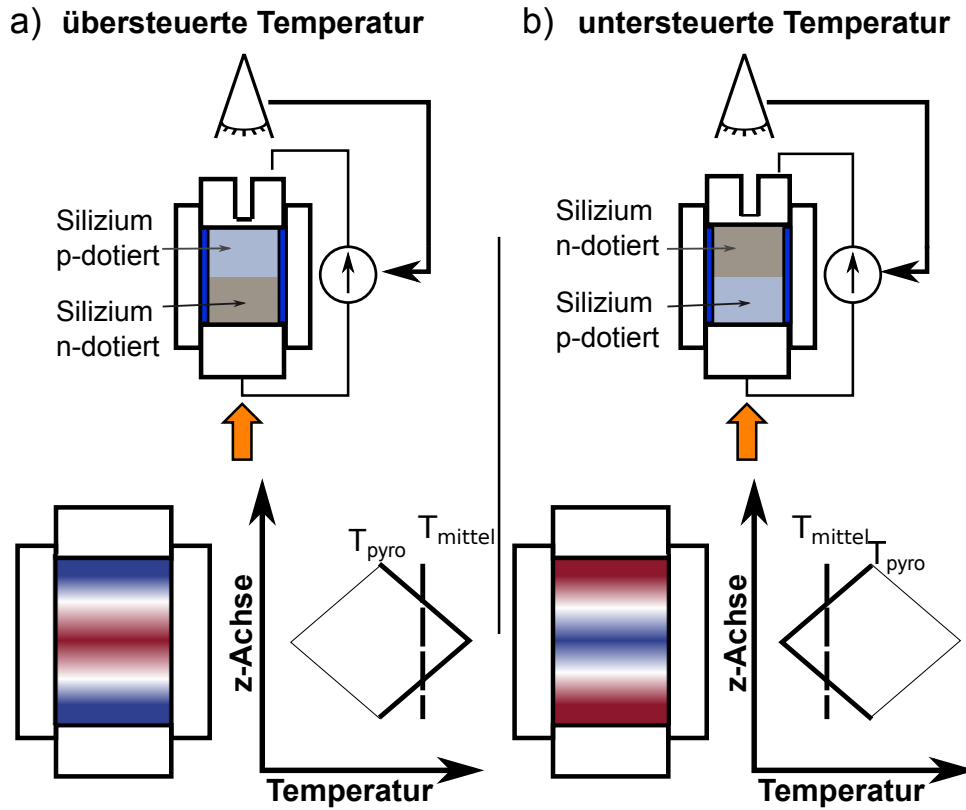 a) übersteuerte Temperatur
Silizium
p-dotiert
Silizium
n-dotiert
T_pyro
T_mittel
z-Achse
Temperatur
b) untersteuerte Temperatur
Silizium
n-dotiert
Silizium
p-dotiert
T_mittel
T_pyro
z-Achse
Temperatur